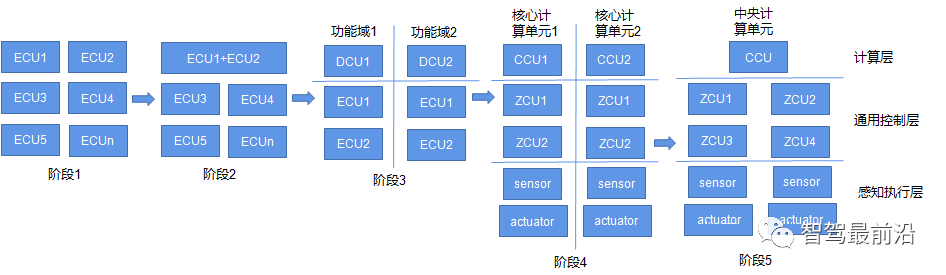 ECU1
ECU2
ECU3
ECU4
ECU5
ECUn
阶段1
ECU1+ECU2
ECU3
ECU4
ECU5
ECUn
阶段2
功能域1
功能域2
DCU1
DCU2
ECU1
ECU1
ECU2
ECU2
阶段3
核心计
算单元1
核心计
算单元2
CCU1
CCU2
ZCU1
ZCU1
ZCU2
ZCU2
sensor
sensor
actuator
actuator
阶段4
中央计
算单元
CCU
ZCU1
ZCU2
ZCU3
ZCU4
sensor
sensor
actuator
actuator
阶段5
计算层
通用控制层
感知执行层
智驾最前沿